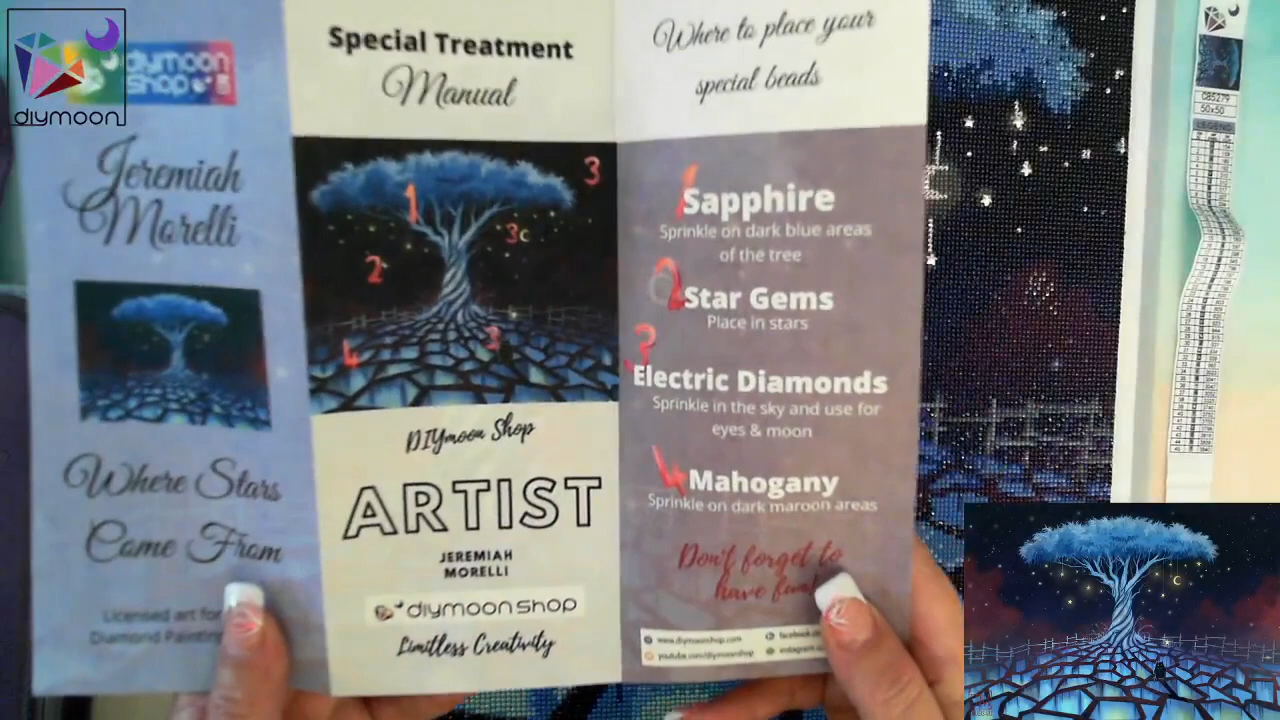 diymoon
diymoon
shop
Jeremiah
Morelli
Where Stars
Come From
Licensed art for
Diamond Painting
Special Treatment
Manual
1
3
3
2
3
4
DIYmoon Shop
ARTIST
JEREMIAH
MORELLI
diymoonshop
Limitless Creativity
Where to place your
special beads
1
Sapphire
Sprinkle on dark blue areas
of the tree
2
Star Gems
Place in stars
3
Electric Diamonds
Sprinkle in the sky and use for
eyes & moon
4
Mahogany
Sprinkle on dark maroon areas
Don't forget to
have fun
www.diymoonshop.com
youtube.com/diymoonshop
C85279
50x50
LEGEND